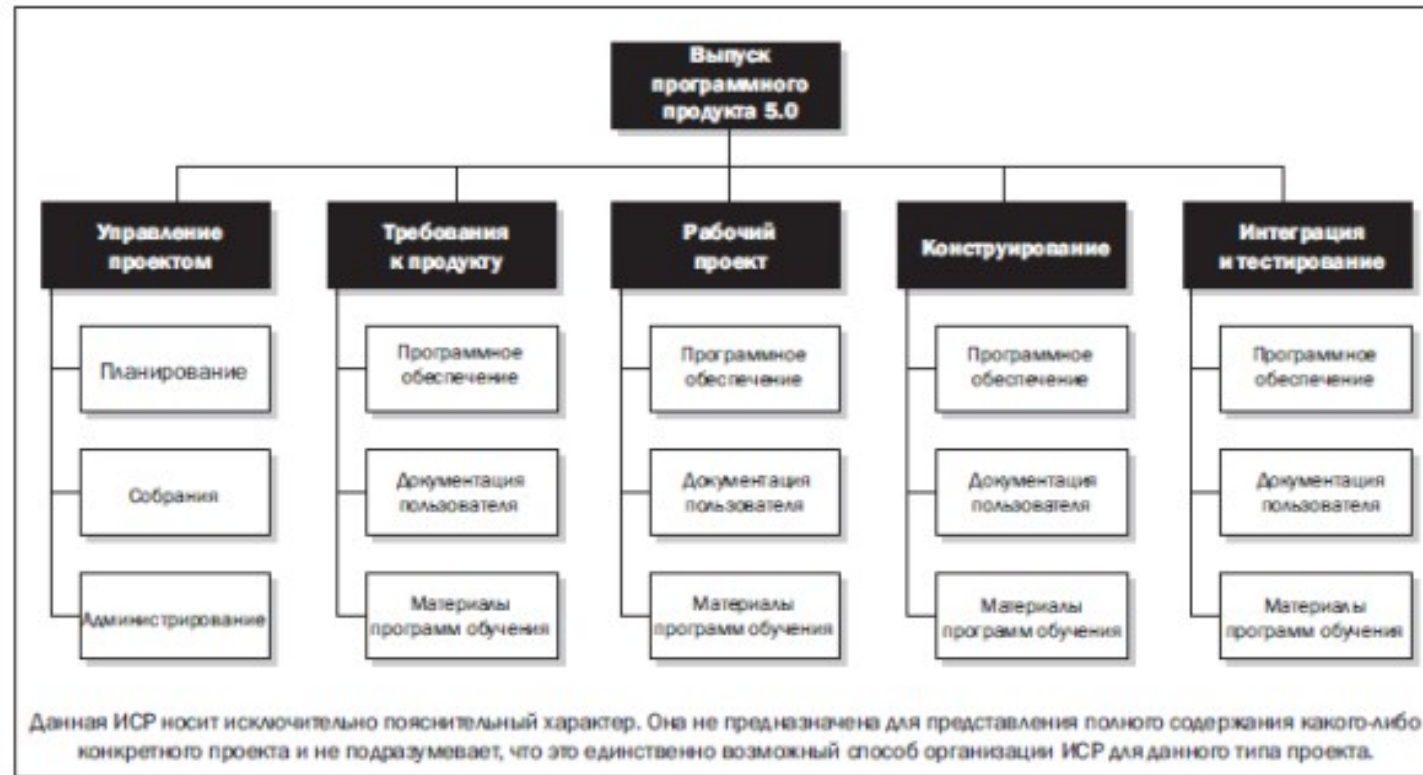 Выпуск
программного
продукта 5.0
Управление
проектом
Требования
к продукту
Рабочий
проект
Конструирование
Интеграция
и тестирование
Планирование
Программное
обеспечение
Программное
обеспечение
Программное
обеспечение
Программное
обеспечение
Собрания
Документация
пользователя
Документация
пользователя
Документация
пользователя
Документация
пользователя
Администрирование
Материалы
программ обучения
Материалы
программ обучения
Материалы
программ обучения
Материалы
программ обучения
Данная ИСР носит исключительно пояснительный характер. Она не предназначена для представления полного содержания какого-либо
конкретного проекта и не подразумевает, что это единственно возможный способ организации ИСР для данного типа проекта.